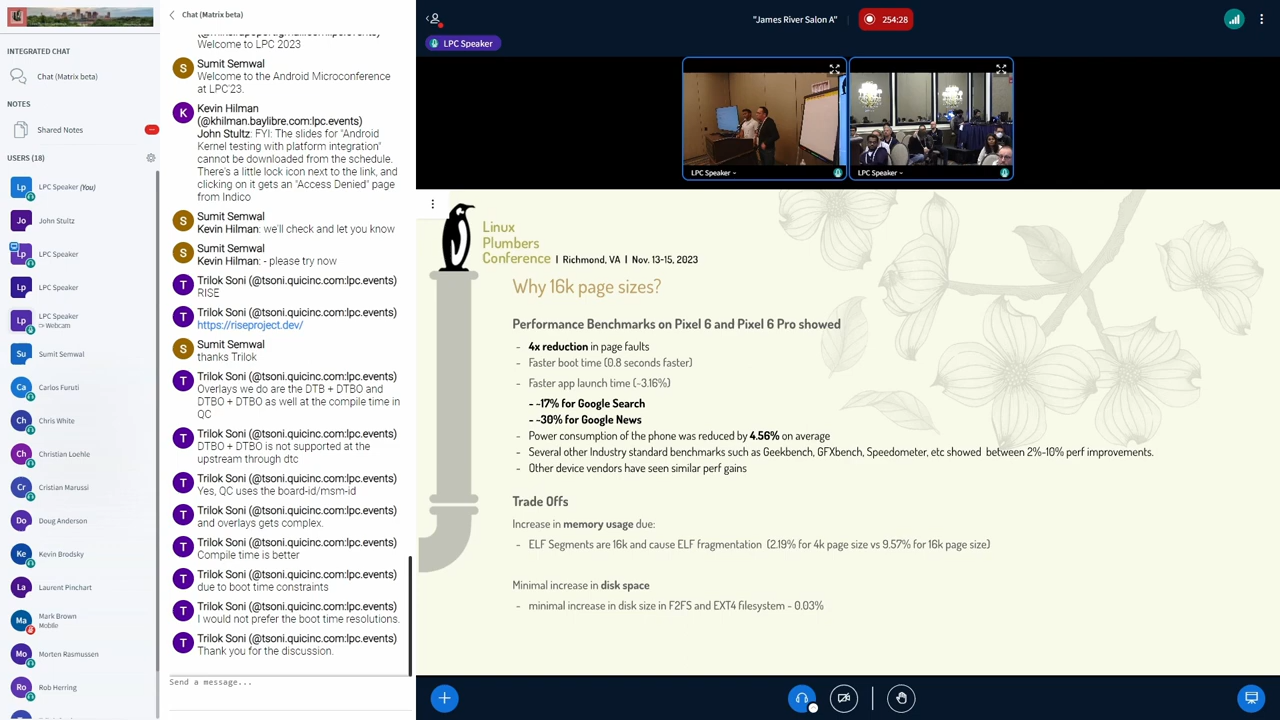 INTEGRATED CHAT
Chat (Matrix beta)
NOTES
Shared Notes
USERS (18)
Lp LPC Speaker (You)
Jo John Stultz
Lp LPC Speaker
Lp LPC Speaker
Lp LPC Speaker
Webcam
Su Sumit Semwal
Ca Carlos Furuti
Ch Chris White
Ch Christian Loehle
Cr Cristian Marussi
Do Doug Anderson
Ke Kevin Brodsky
La Laurent Pinchart
Ma Mark Brown
Mobile
Mo Morten Rasmussen
Ro Rob Herring
Chat (Matrix beta)
Welcome to LPC 2023
S Sumit Semwal
Welcome to the Android Microconference
at LPC'23.
K Kevin Hilman
(@khilman.baylibre.com:lpc.events)
John Stultz: FYI: The slides for "Android
Kernel testing with platform integration"
cannot be downloaded from the schedule.
There's a little lock icon next to the link, and
clicking on it gets an "Access Denied" page
from Indico
S Sumit Semwal
Kevin Hilman: we'll check and let you know
S Sumit Semwal
Kevin Hilman: - please try now
T Trilok Soni (@tsoni.quicinc.com:lpc.events)
RISE
T Trilok Soni (@tsoni.quicinc.com:lpc.events)
https://riseproject.dev/
S Sumit Semwal
thanks Trilok
T Trilok Soni (@tsoni.quicinc.com:lpc.events)
Overlays we do are the DTB + DTBO and
DTBO + DTBO as well at the compile time in
QC
T Trilok Soni (@tsoni.quicinc.com:lpc.events)
DTBO + DTBO is not supported at the
upstream through dtc
T Trilok Soni (@tsoni.quicinc.com:lpc.events)
Yes, QC uses the board-id/msm-id
T Trilok Soni (@tsoni.quicinc.com:lpc.events)
and overlays gets complex.
T Trilok Soni (@tsoni.quicinc.com:lpc.events)
Compile time is better
T Trilok Soni (@tsoni.quicinc.com:lpc.events)
due to boot time constraints
T Trilok Soni (@tsoni.quicinc.com:lpc.events)
I would not prefer the boot time resolutions.
T Trilok Soni (@tsoni.quicinc.com:lpc.events)
Thank you for the discussion.
Send a message...
"James River Salon A"
254:28
LPC Speaker
LPC Speaker
LPC Speaker
Linux
Plumbers
Conference | Richmond, VA | Nov. 13-15, 2023
Why 16k page sizes?
Performance Benchmarks on Pixel 6 and Pixel 6 Pro showed
- 4x reduction in page faults
- Faster boot time (0.8 seconds faster)
- Faster app launch time (~3.16%)
- ~17% for Google Search
- ~30% for Google News
- Power consumption of the phone was reduced by 4.56% on average
- Several other Industry standard benchmarks such as Geekbench, GFXbench, Speedometer, etc showed between 2%-10% perf improvements.
- Other device vendors have seen similar perf gains
Trade Offs
Increase in memory usage due:
- ELF Segments are 16k and cause ELF fragmentation (2.19% for 4k page size vs 9.57% for 16k page size)
Minimal increase in disk space
- minimal increase in disk size in F2FS and EXT4 filesystem - 0.03%